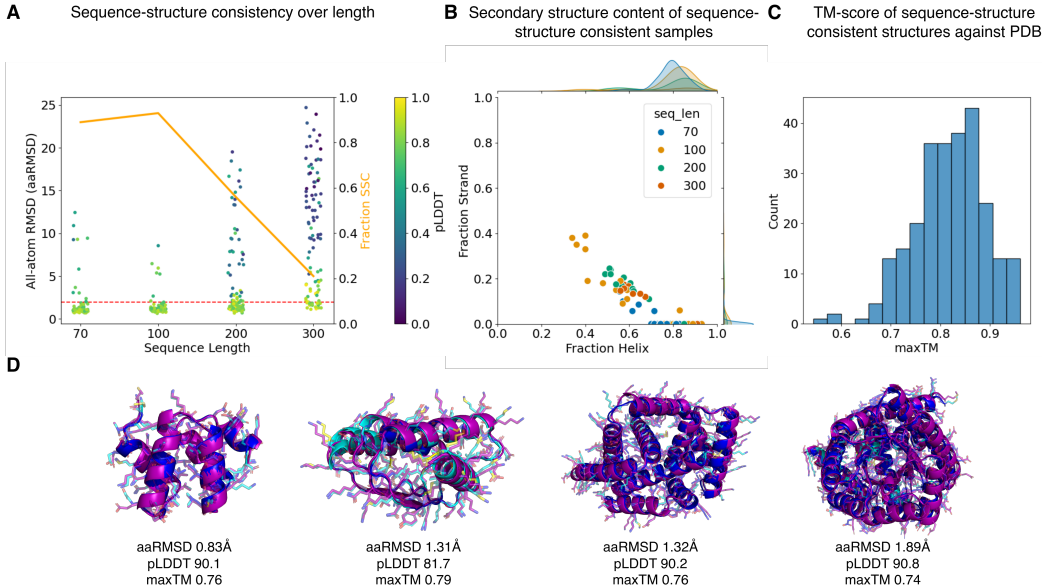 A
Sequence-structure consistency over length
25
20
15
10
5
0
All-atom RMSD (aaRMSD)
70
100
200
300
Sequence Length
1.0
0.8
0.6
0.4
0.2
0.0
Fraction SSC
1.0
0.8
0.6
0.4
0.2
0.0
pLDDT
B
Secondary structure content of sequence-
structure consistent samples
1.0
0.8
0.6
0.4
0.2
0.0
Fraction Strand
seq_len
70
100
200
300
0.0
0.2
0.4
0.6
0.8
1.0
Fraction Helix
C
TM-score of sequence-structure
consistent structures against PDB
40
30
20
10
0
Count
0.6
0.7
0.8
0.9
maxTM
D
aaRMSD 0.83Å
pLDDT 90.1
maxTM 0.76
aaRMSD 1.31Å
pLDDT 81.7
maxTM 0.79
aaRMSD 1.32Å
pLDDT 90.2
maxTM 0.76
aaRMSD 1.89Å
pLDDT 90.8
maxTM 0.74